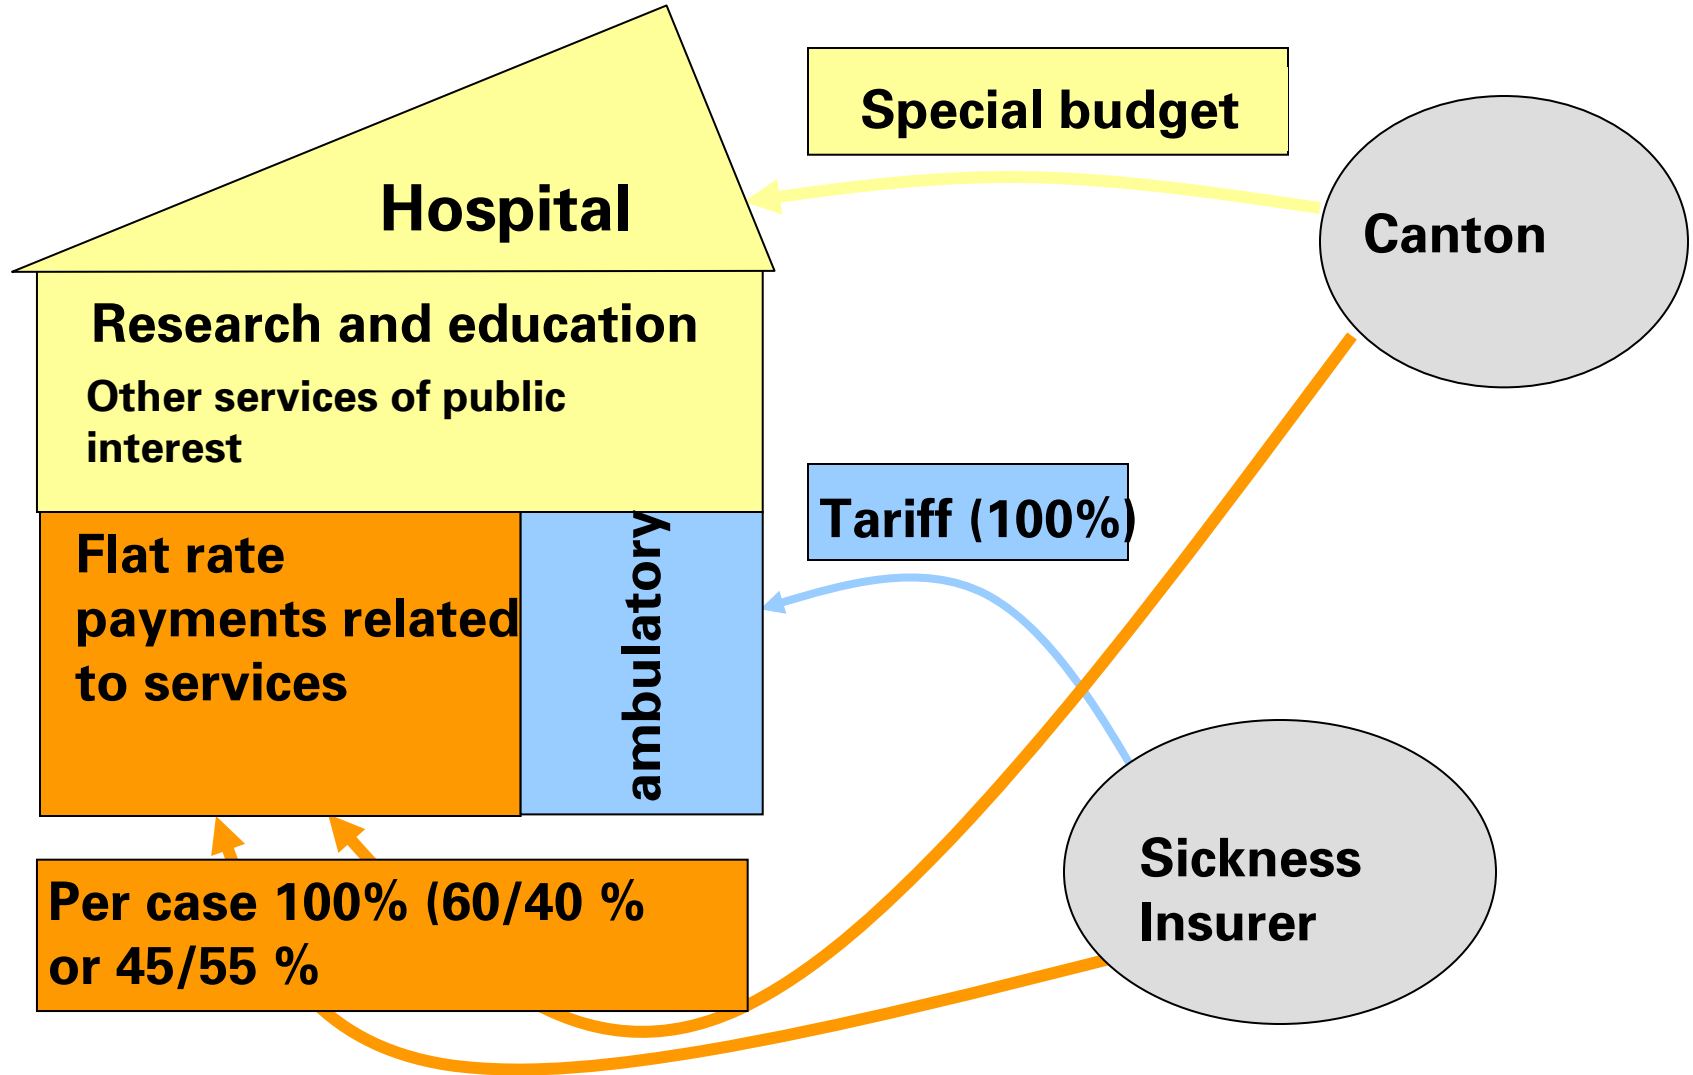 Special budget
Hospital
Canton
Research and education
Other services of public
interest
Tariff (100%)
Flat rate
payments related
to services
ambulatory
Sickness
Insurer
Per case 100% (60/40 %
or 45/55 %